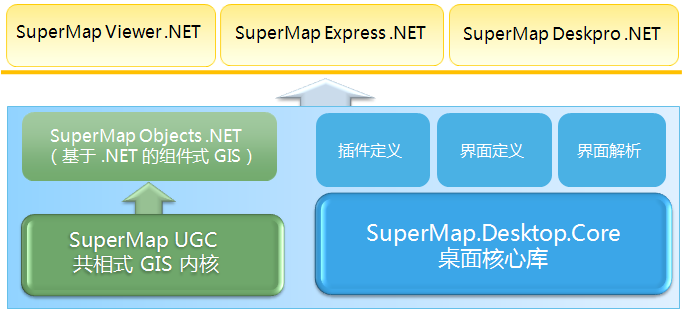 SuperMap Viewer .NET
SuperMap Express .NET
SuperMap Deskpro .NET
SuperMap Objects .NET
（基于 .NET 的组件式 GIS）
插件定义
界面定义
界面解析
SuperMap UGC
共相式 GIS 内核
SuperMap.Desktop.Core
桌面核心库